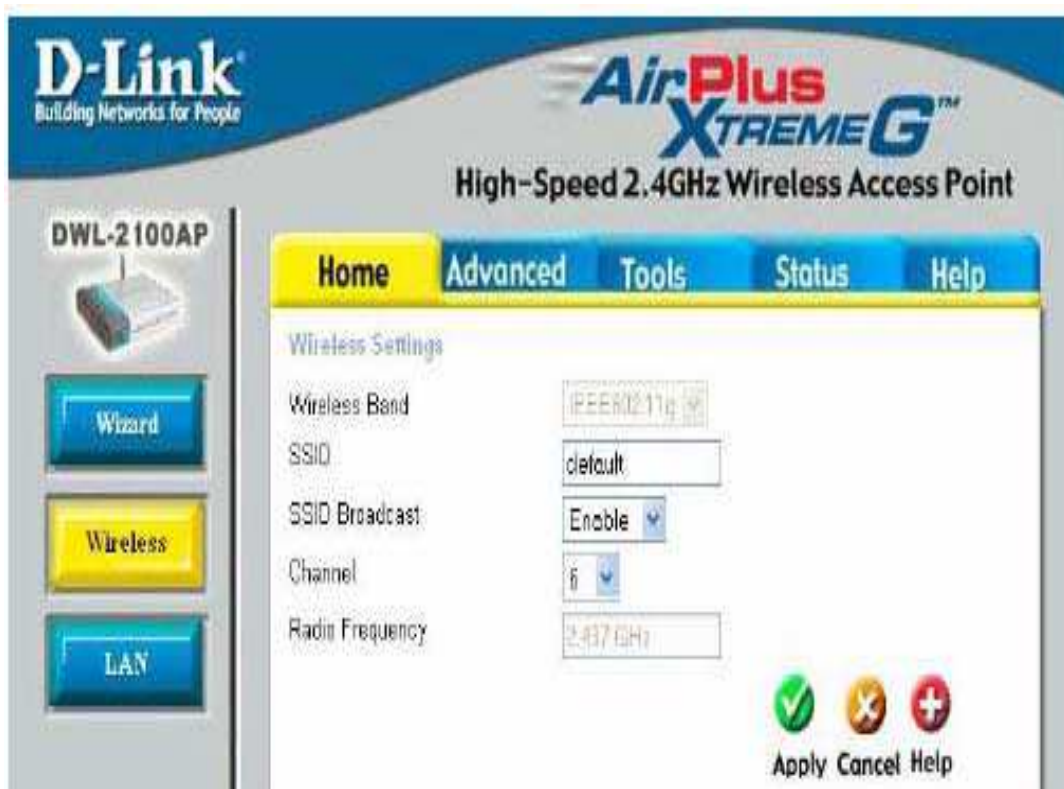 D-Link
Building Networks for People
AirPlus
XTREME G™
High-Speed 2.4GHz Wireless Access Point
DWL-2100AP
Home Advanced Tools Status Help
Wireless Settings
Wireless Band IEEE802.11g
SSID default
SSID Broadcast Enable
Channel 6
Radio Frequency 2.437 GHz
Wizard
Wireless
LAN
Apply Cancel Help